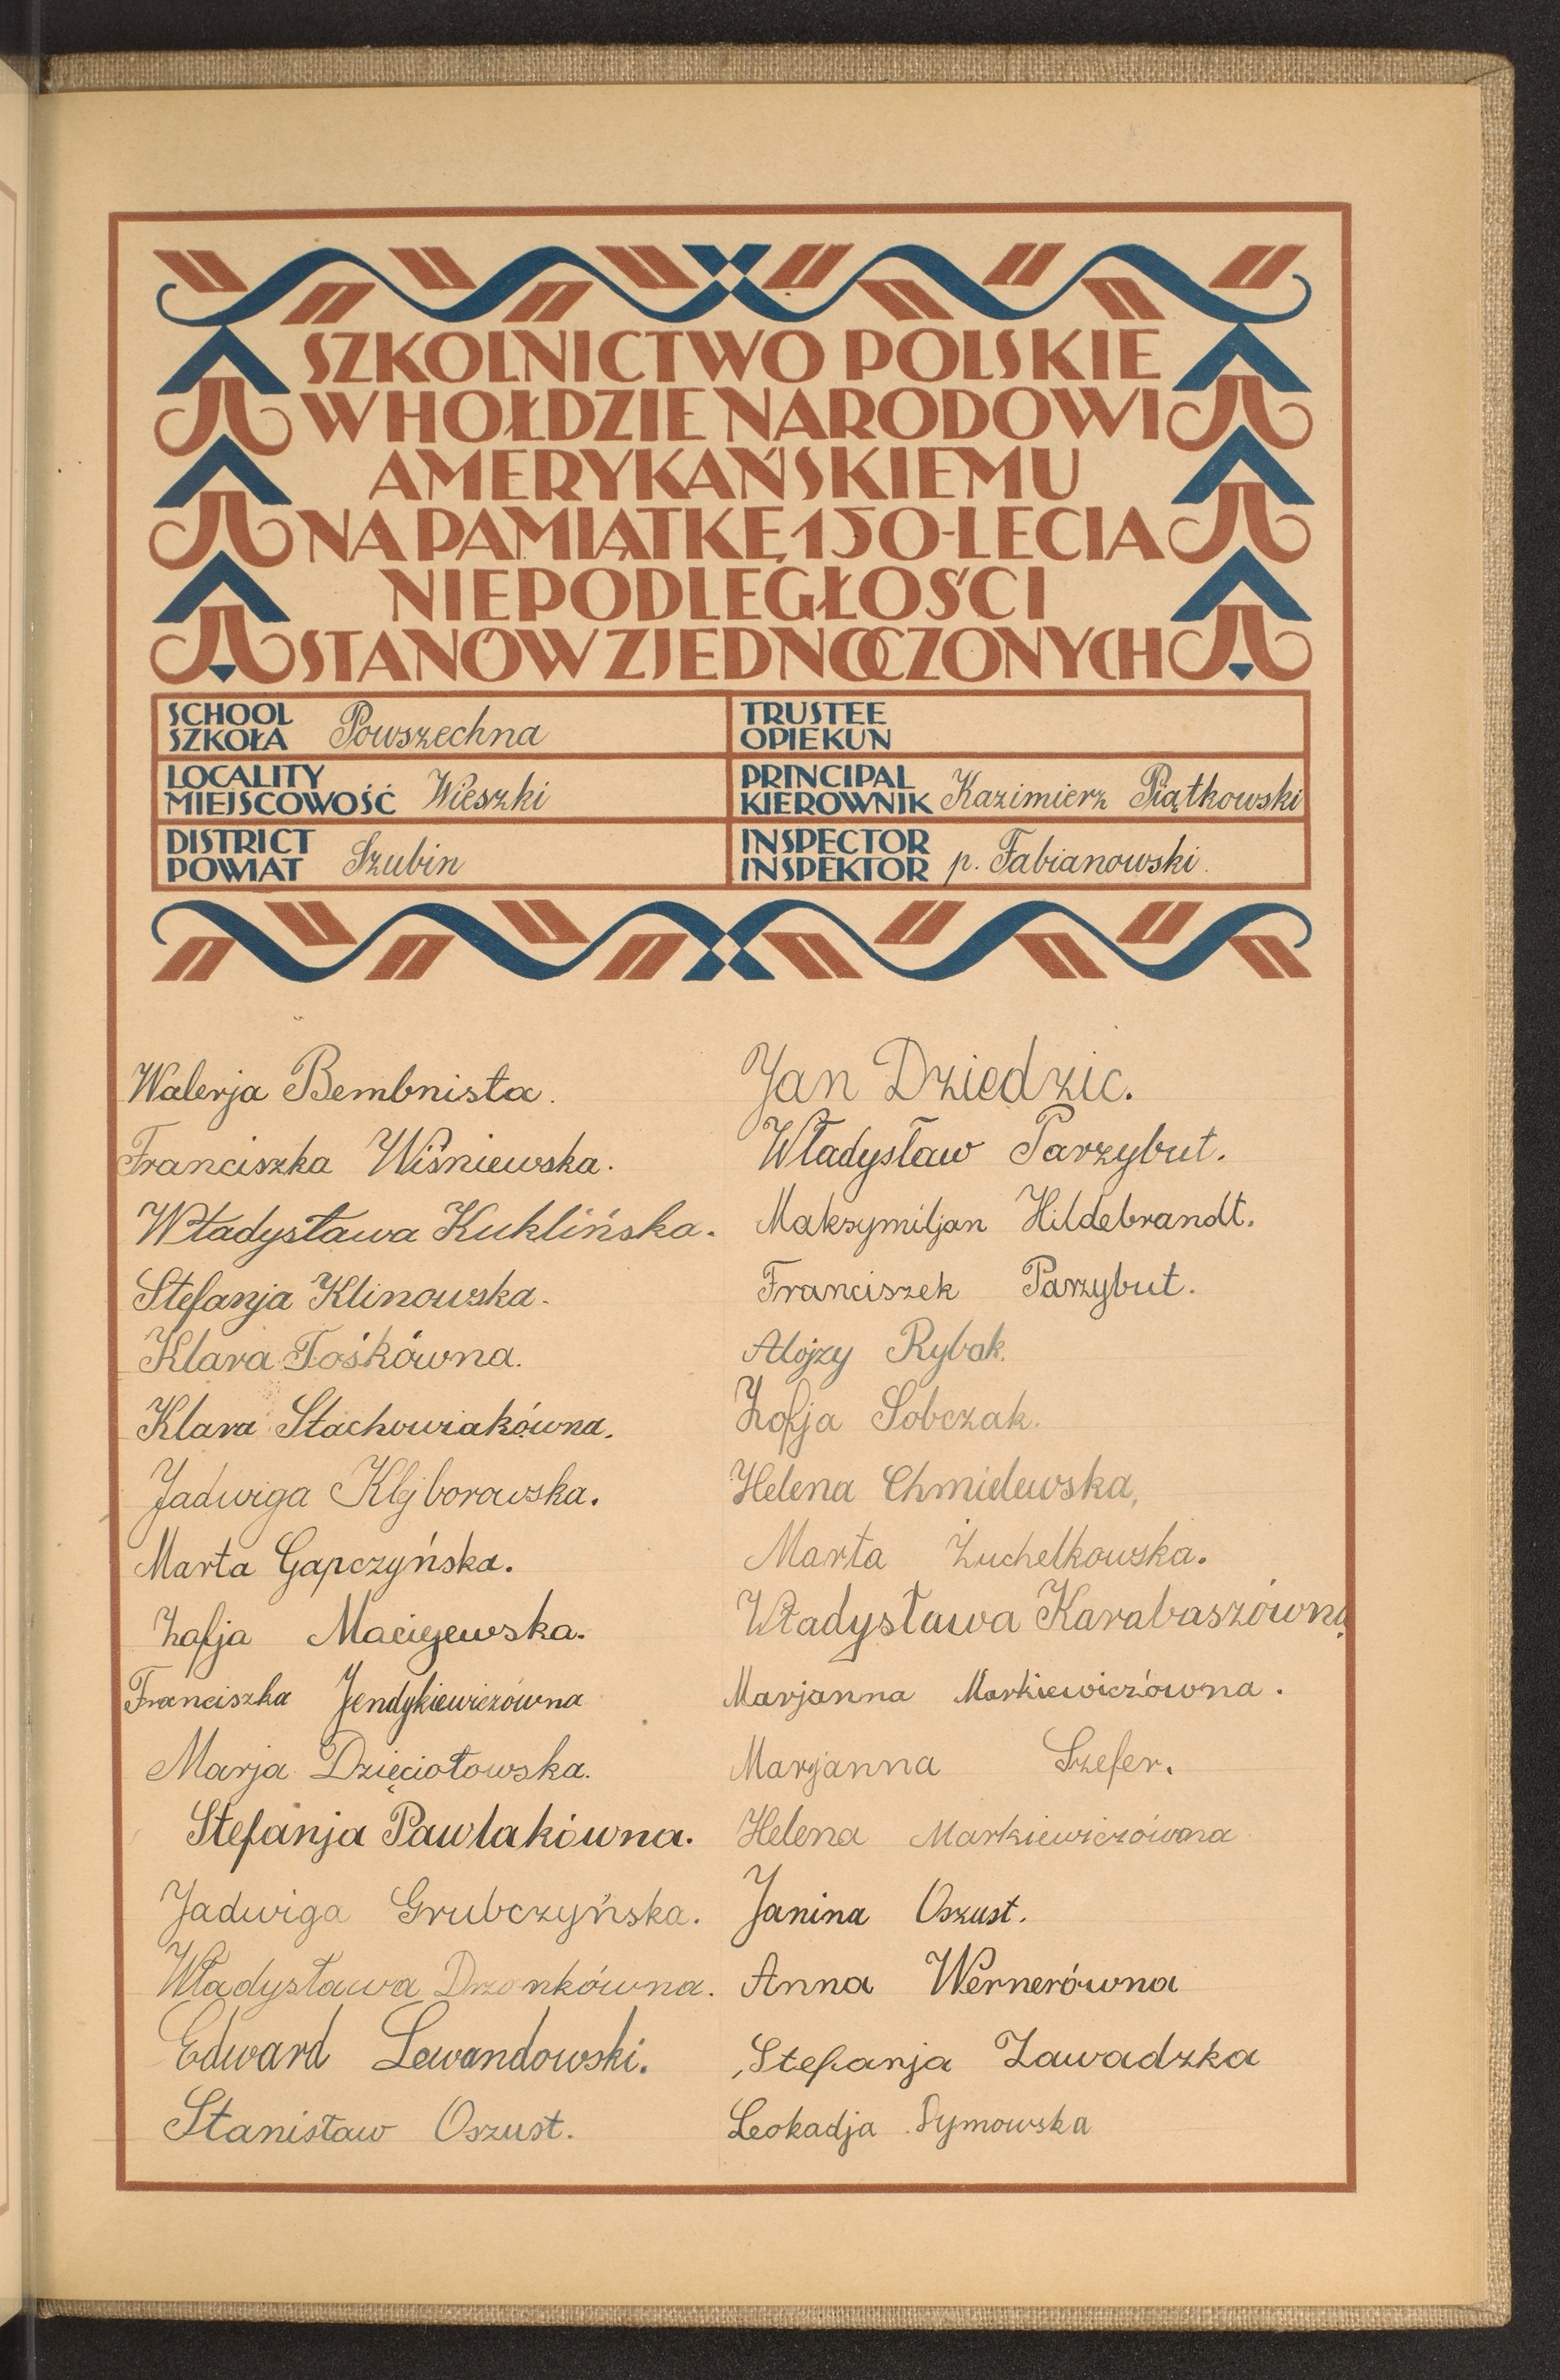 SZKOLNICTWO POLSKIE
W HOŁDZIE NARODOWI
AMERYKAŃSKIEMU
NA PAMIĄTKĘ 150-LECIA
NIEPODLEGŁOŚCI
STANÓW ZJEDNOCZONYCH
SCHOOL
SZKOŁA Powszechna
TRUSTEE
OPIEKUN
LOCALITY
MIEJSCOWOŚĆ Wieszki
PRINCIPAL
KIEROWNIK Kazimierz Piątkowski
DISTRICT
POWIAT Szubin
INSPECTOR
INSPEKTOR p. Fabianowski.
Walerja Bembnista.
Franciszka Wiśniewska.
Władysława Kuklińska.
Stefanja Klinowska.
Klara Tośkówna.
Klara Stachowiakówna.
Jadwiga Klejborowska.
Marta Gapczyńska.
Zofja Maciejewska.
Franciszka Jendykiewiczówna
Marja Dzięciołowska.
Stefanja Pawlakówna.
Jadwiga Grubczyńska.
Władysława Dzonkówna.
Edward Lewandowski.
Stanisław Oszust.
Jan Dziedzic.
Władysław Parzybut.
Maksymiljan Hildebrandt.
Franciszek Parzybut.
Alojzy Rybak.
Zofja Sobczak.
Helena Chmielewska,
Marta Żuchelkowska.
Władysława Karabaszówna.
Marjanna Markiewiczówna.
Marjanna Szefer.
Helena Markiewiczówna
Janina Oszust.
Anna Wernerówna
Stefanja Zawadzka
Leokadja Dymowska